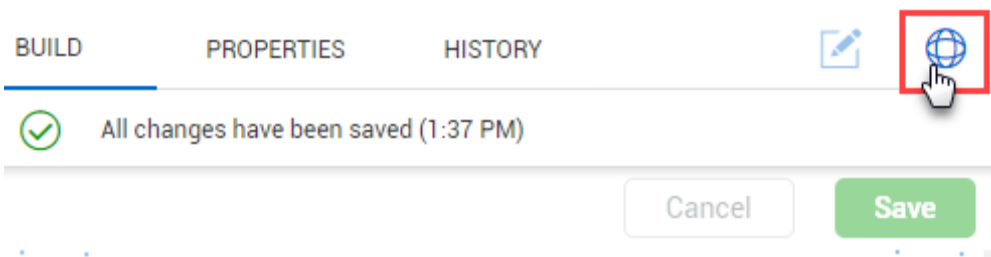 BUILD PROPERTIES HISTORY
All changes have been saved (1:37 PM)
Cancel Save